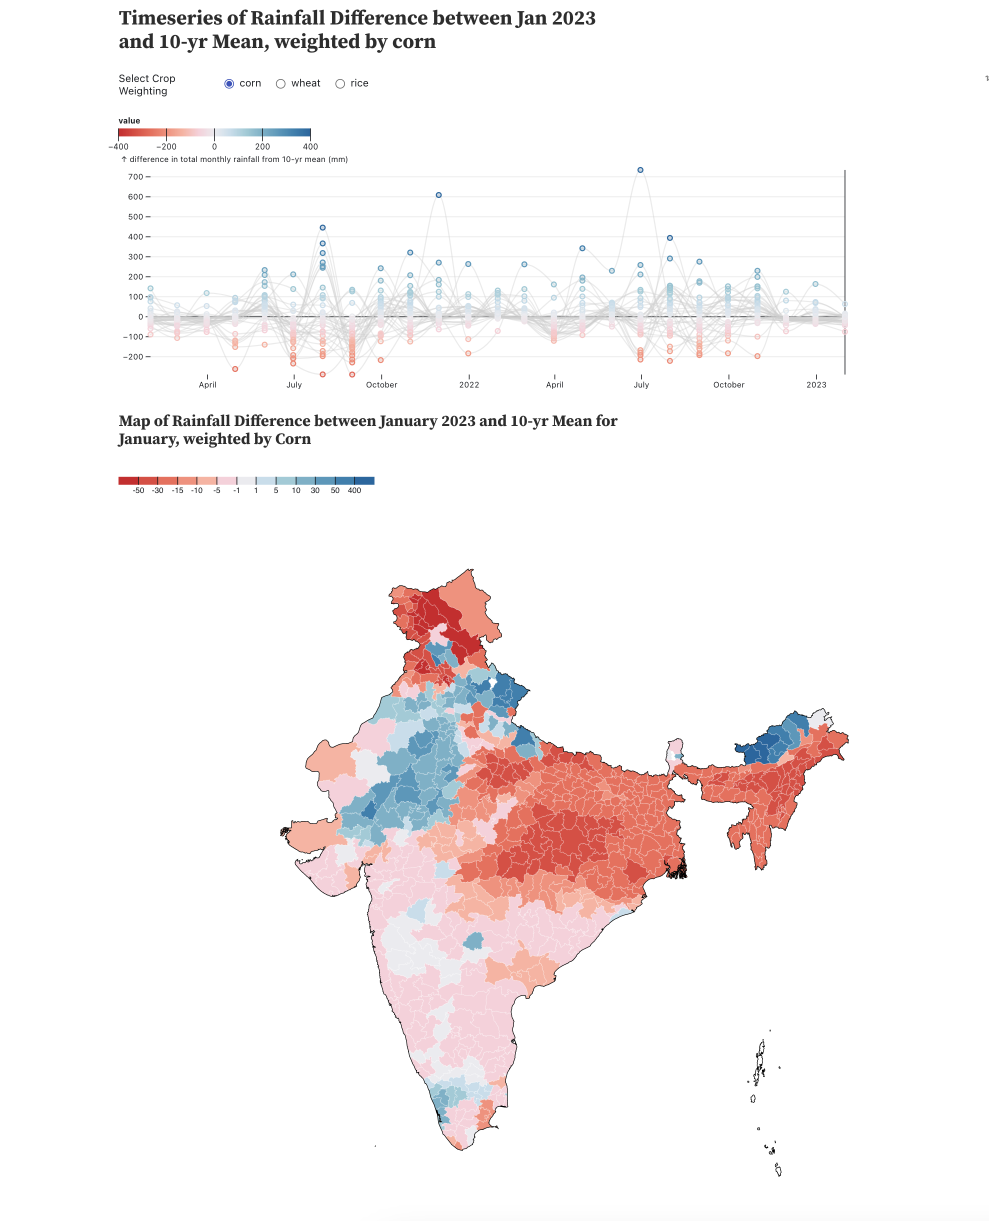 Timeseries of Rainfall Difference between Jan 2023
and 10-yr Mean, weighted by corn
Select Crop
Weighting
corn
wheat
rice
value
−400
−200
0
200
400
↑ difference in total monthly rainfall from 10-yr mean (mm)
700
600
500
400
300
200
100
0
−100
−200
April
July
October
2022
April
July
October
2023
Map of Rainfall Difference between January 2023 and 10-yr Mean for
January, weighted by Corn
-50
-30
-15
-10
-5
-1
1
5
10
30
50
400